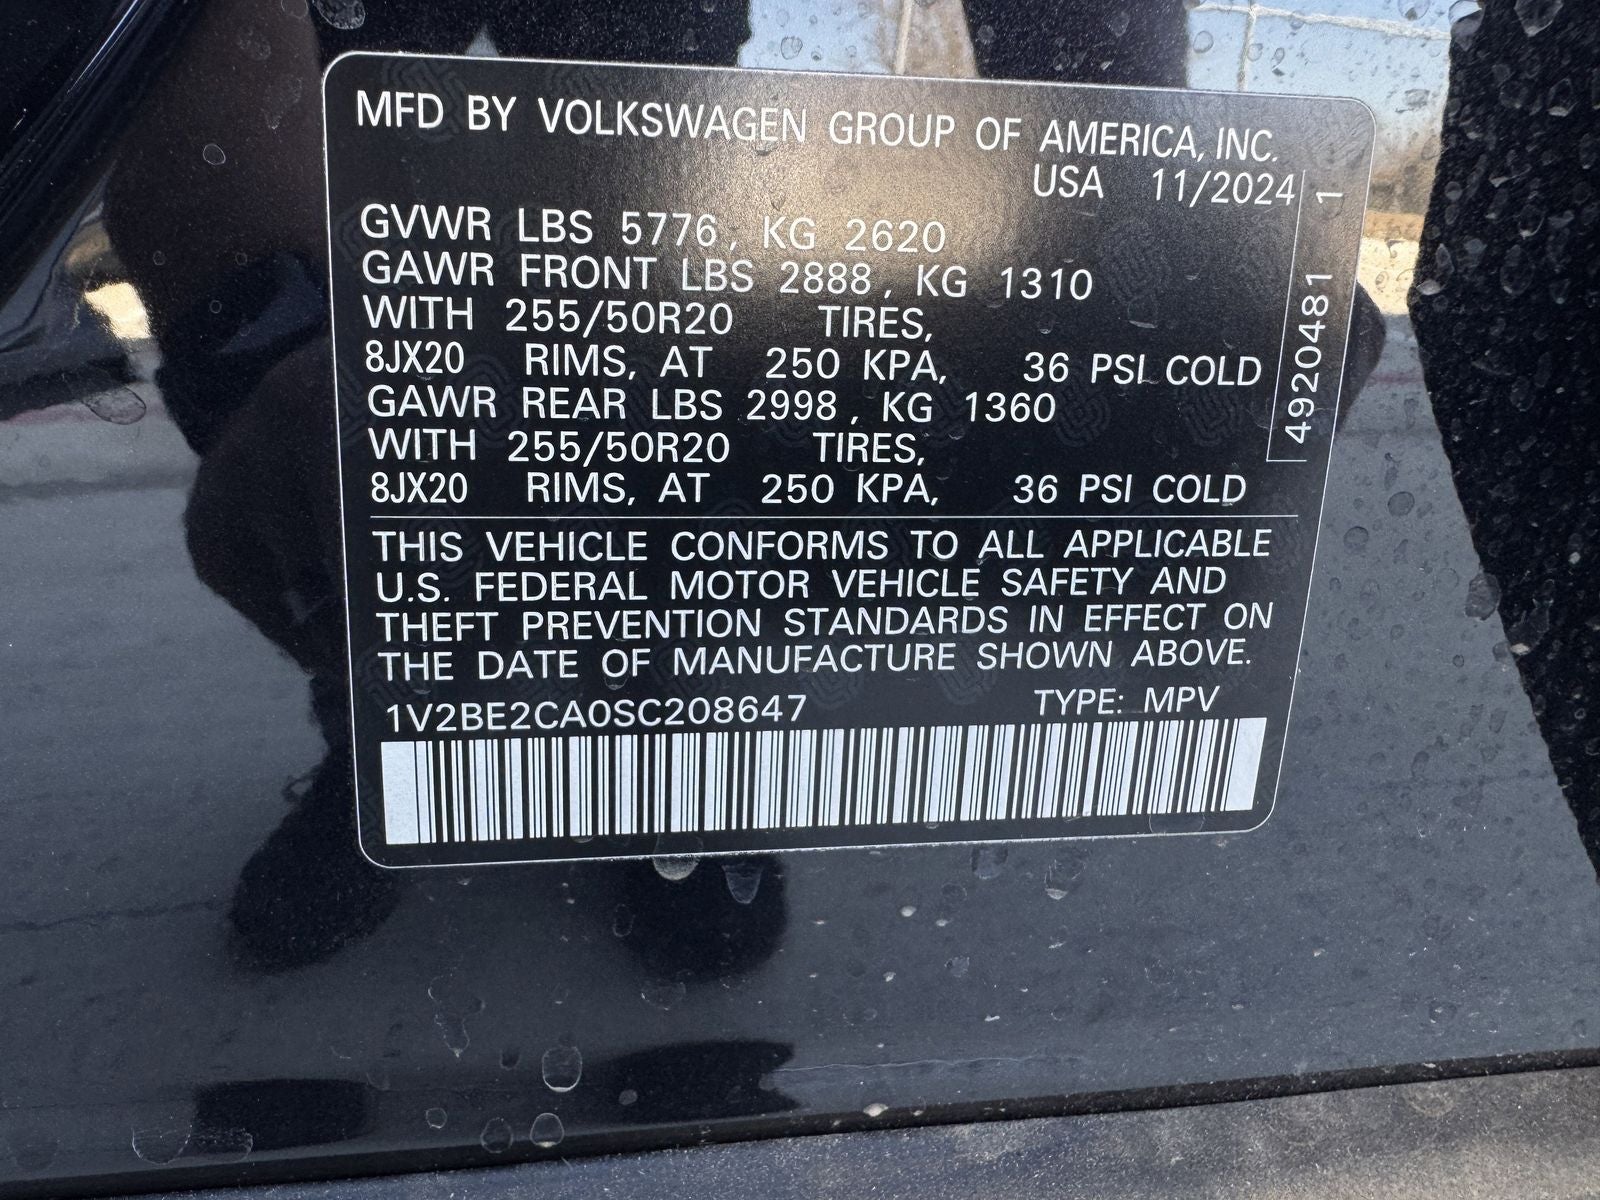 MFD BY VOLKSWAGEN GROUP OF AMERICA, INC.
USA 11/2024
GVWR LBS 5776, KG 2620
GAWR FRONT LBS 2888, KG 1310
WITH 255/50R20 TIRES,
8JX20 RIMS, AT 250 KPA, 36 PSI COLD
GAWR REAR LBS 2998, KG 1360
WITH 255/50R20 TIRES,
8JX20 RIMS, AT 250 KPA, 36 PSI COLD
4920481 1
THIS VEHICLE CONFORMS TO ALL APPLICABLE
U.S. FEDERAL MOTOR VEHICLE SAFETY AND
THEFT PREVENTION STANDARDS IN EFFECT ON
THE DATE OF MANUFACTURE SHOWN ABOVE.
1V2BE2CA0SC208647 TYPE: MPV